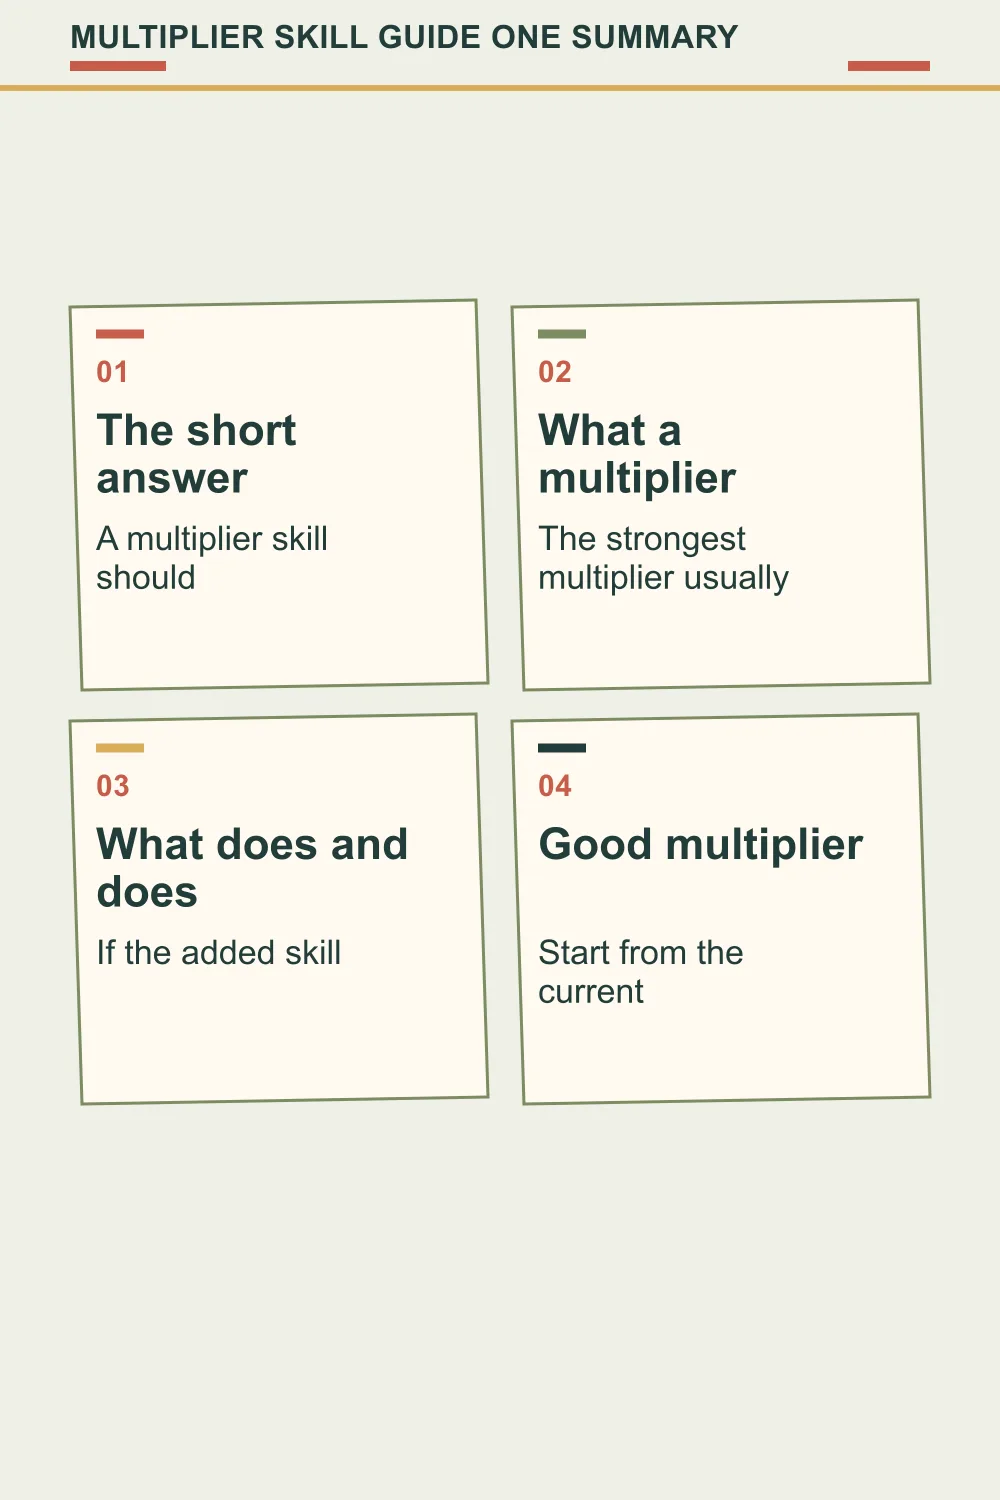 MULTIPLIER SKILL GUIDE ONE SUMMARY
01
The short
answer
A multiplier skill
should
02
What a
multiplier
The strongest
multiplier usually
03
What does and
does
If the added skill
04
Good multiplier
Start from the
current